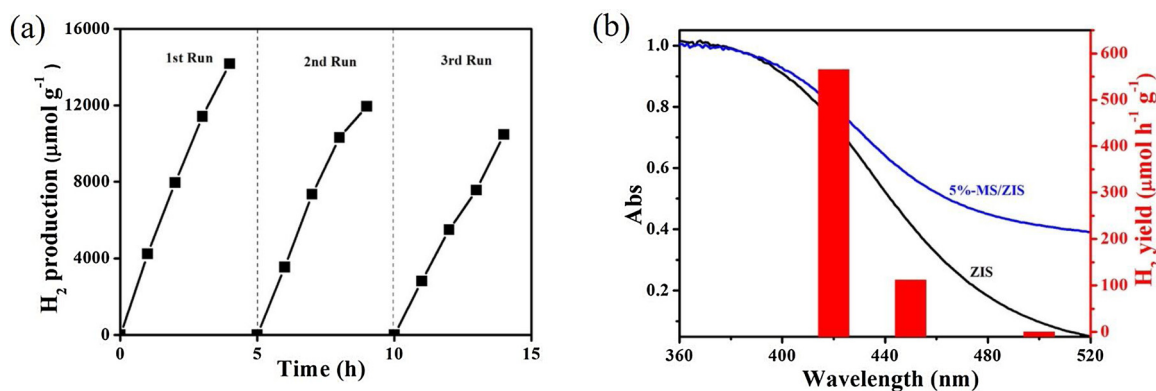 (a)
H₂ production (µmol g⁻¹)
16000
12000
8000
4000
0
1st Run
2nd Run
3rd Run
0
5
10
15
Time (h)
(b)
Abs
1.0
0.8
0.6
0.4
0.2
5%-MS/ZIS
ZIS
600
500
400
300
200
100
0
H₂ yield (µmol h⁻¹ g⁻¹)
360
400
440
480
520
Wavelength (nm)